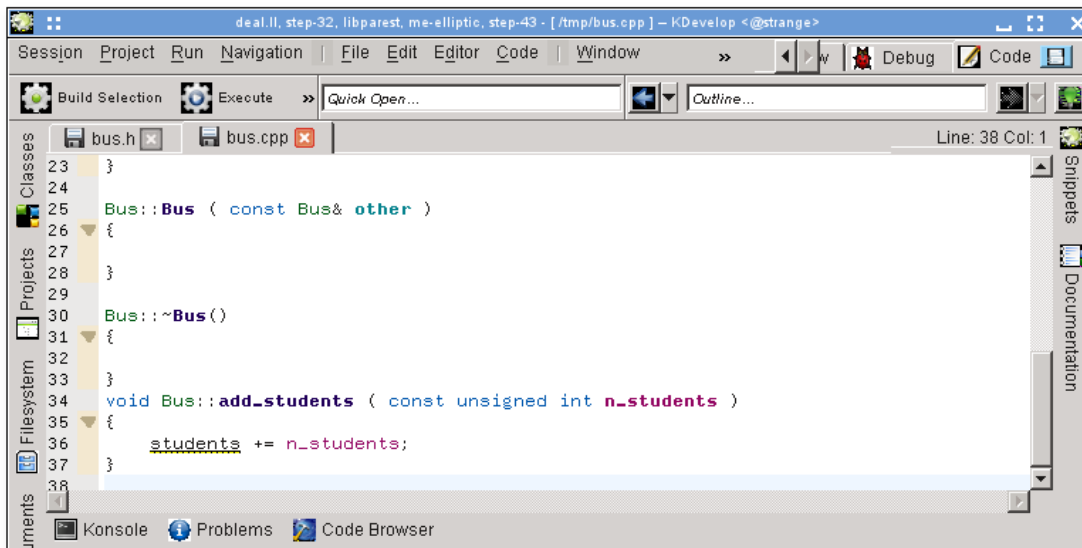 deal.II, step-32, libparest, me-elliptic, step-43 - [ /tmp/bus.cpp ] – KDevelop <@strange>
Session Project Run Navigation File Edit Editor Code Window » Debug Code
Build Selection Execute » Quick Open... Outline...
bus.h bus.cpp Line: 38 Col: 1
Classes
Projects
Filesystem
Snippets
Documentation
23 }
24
25 Bus::Bus ( const Bus& other )
26 {
27
28 }
29
30 Bus::~Bus()
31 {
32
33 }
34 void Bus::add_students ( const unsigned int n_students )
35 {
36 students += n_students;
37 }
38
Konsole Problems Code Browser